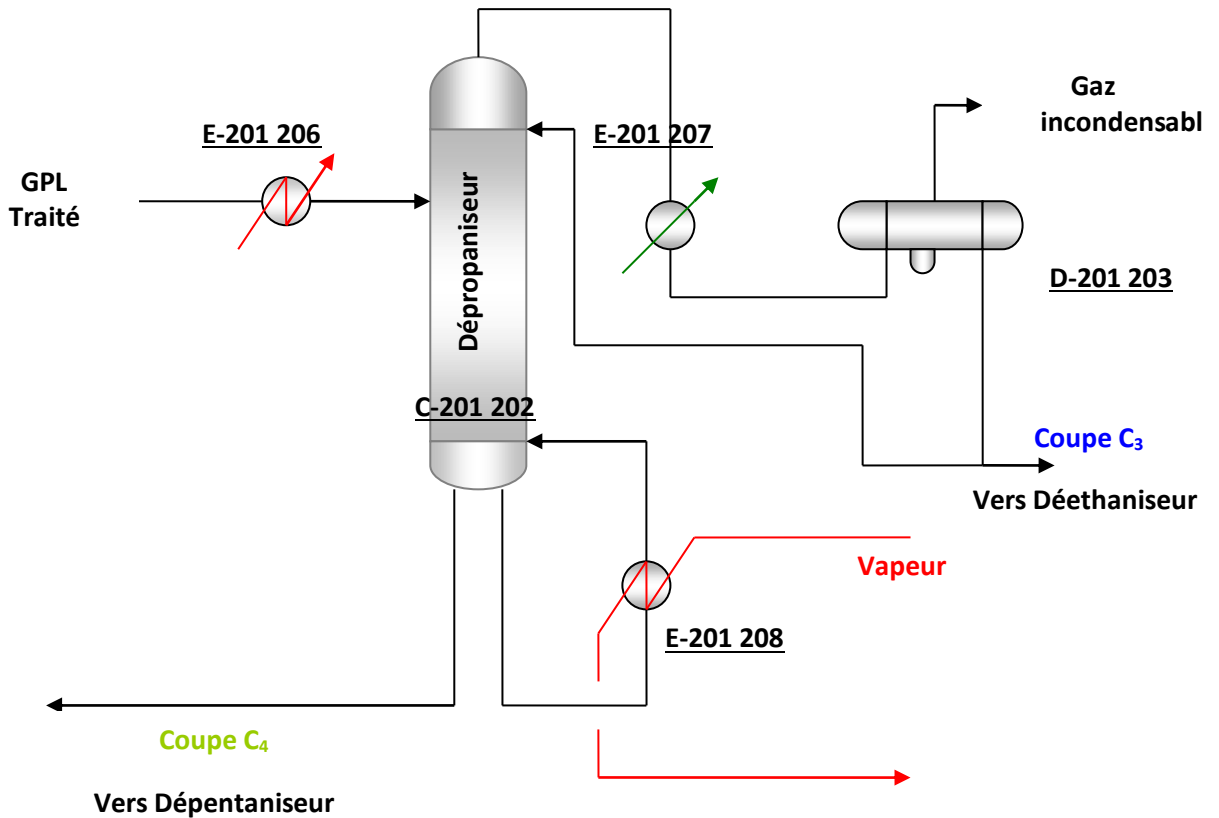 Gaz
incondensabl
E-201 206
E-201 207
GPL
Traité
Dépropaniseur
D-201 203
C-201 202
Coupe C₃
Vers Déethaniseur
Vapeur
E-201 208
Coupe C₄
Vers Dépentaniseur